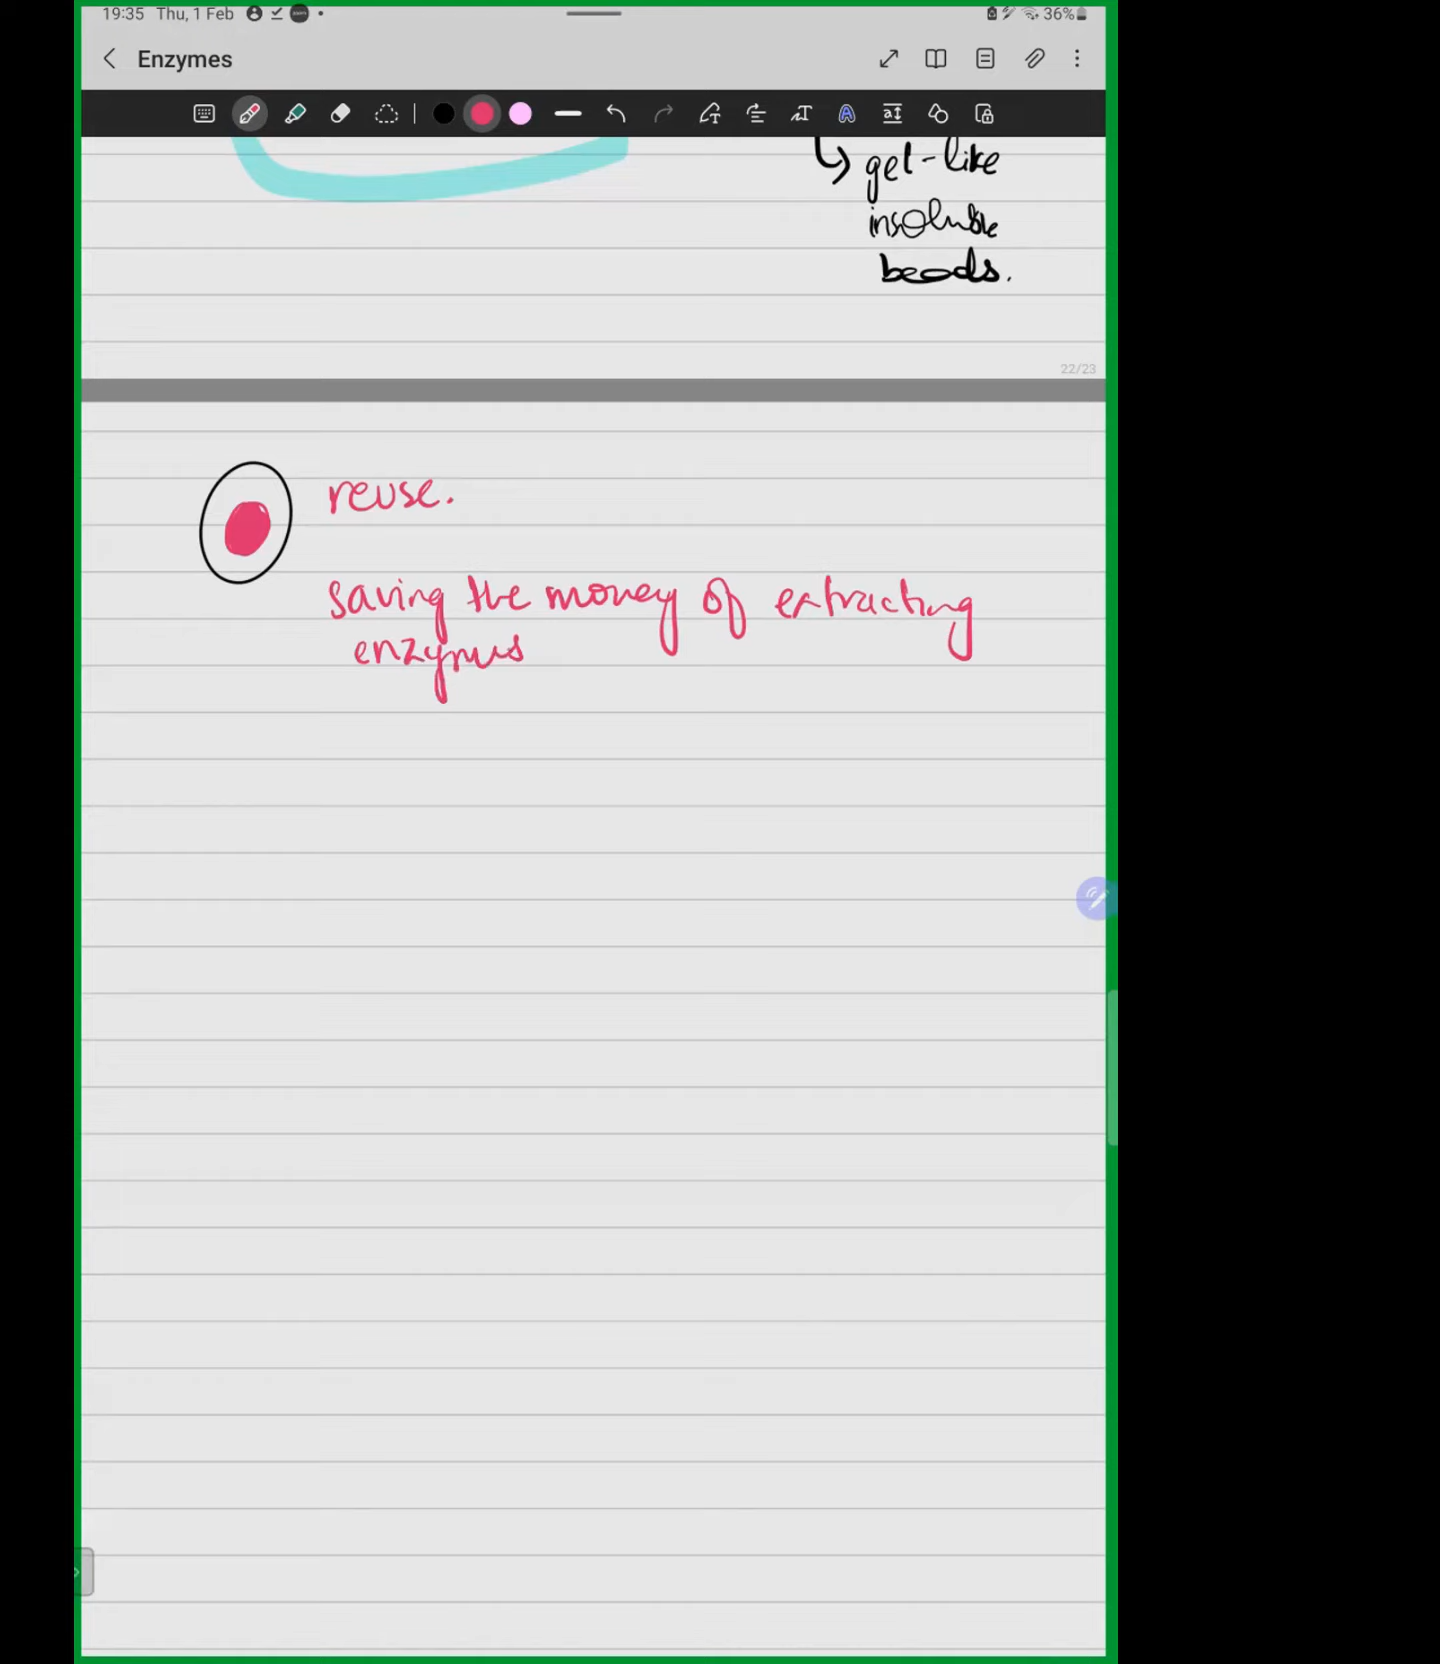 19:35 Thu, 1 Feb
36%
Enzymes
get-like
insoluble
beads.
22/23
reuse.
saving the money of extracting
enzymes